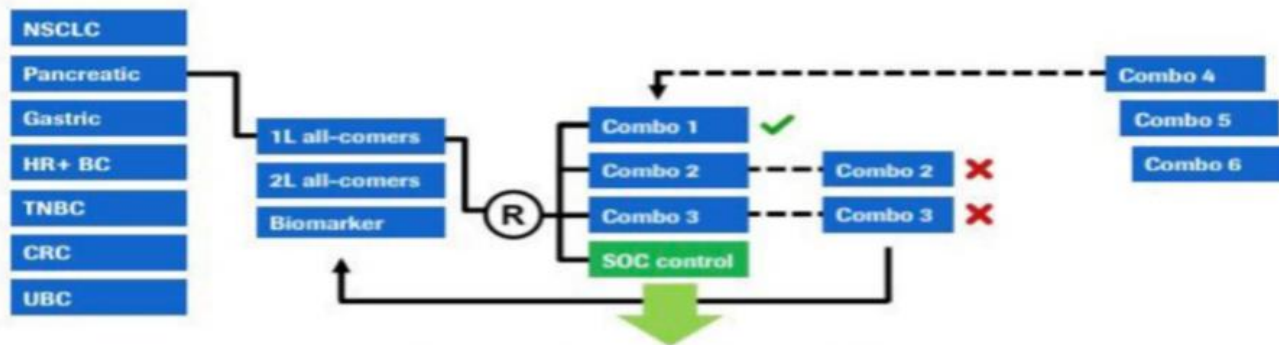 NSCLC
Pancreatic
Gastric
HR+ BC
TNBC
CRC
UBC
1L all-comers
2L all-comers
Biomarker
R
Combo 1
Combo 2
Combo 3
SOC control
Combo 2
Combo 3
Combo 4
Combo 5
Combo 6